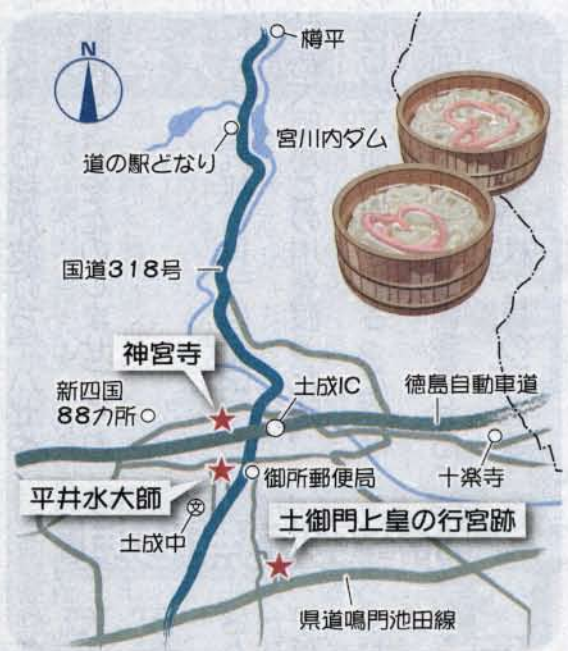 N
樽平
宮川内ダム
道の駅どなり
国道318号
神宮寺
新四国
88カ所
土成IC
徳島自動車道
御所郵便局
十楽寺
平井水大師
文
土成中
土御門上皇の行宮跡
県道鳴門池田線